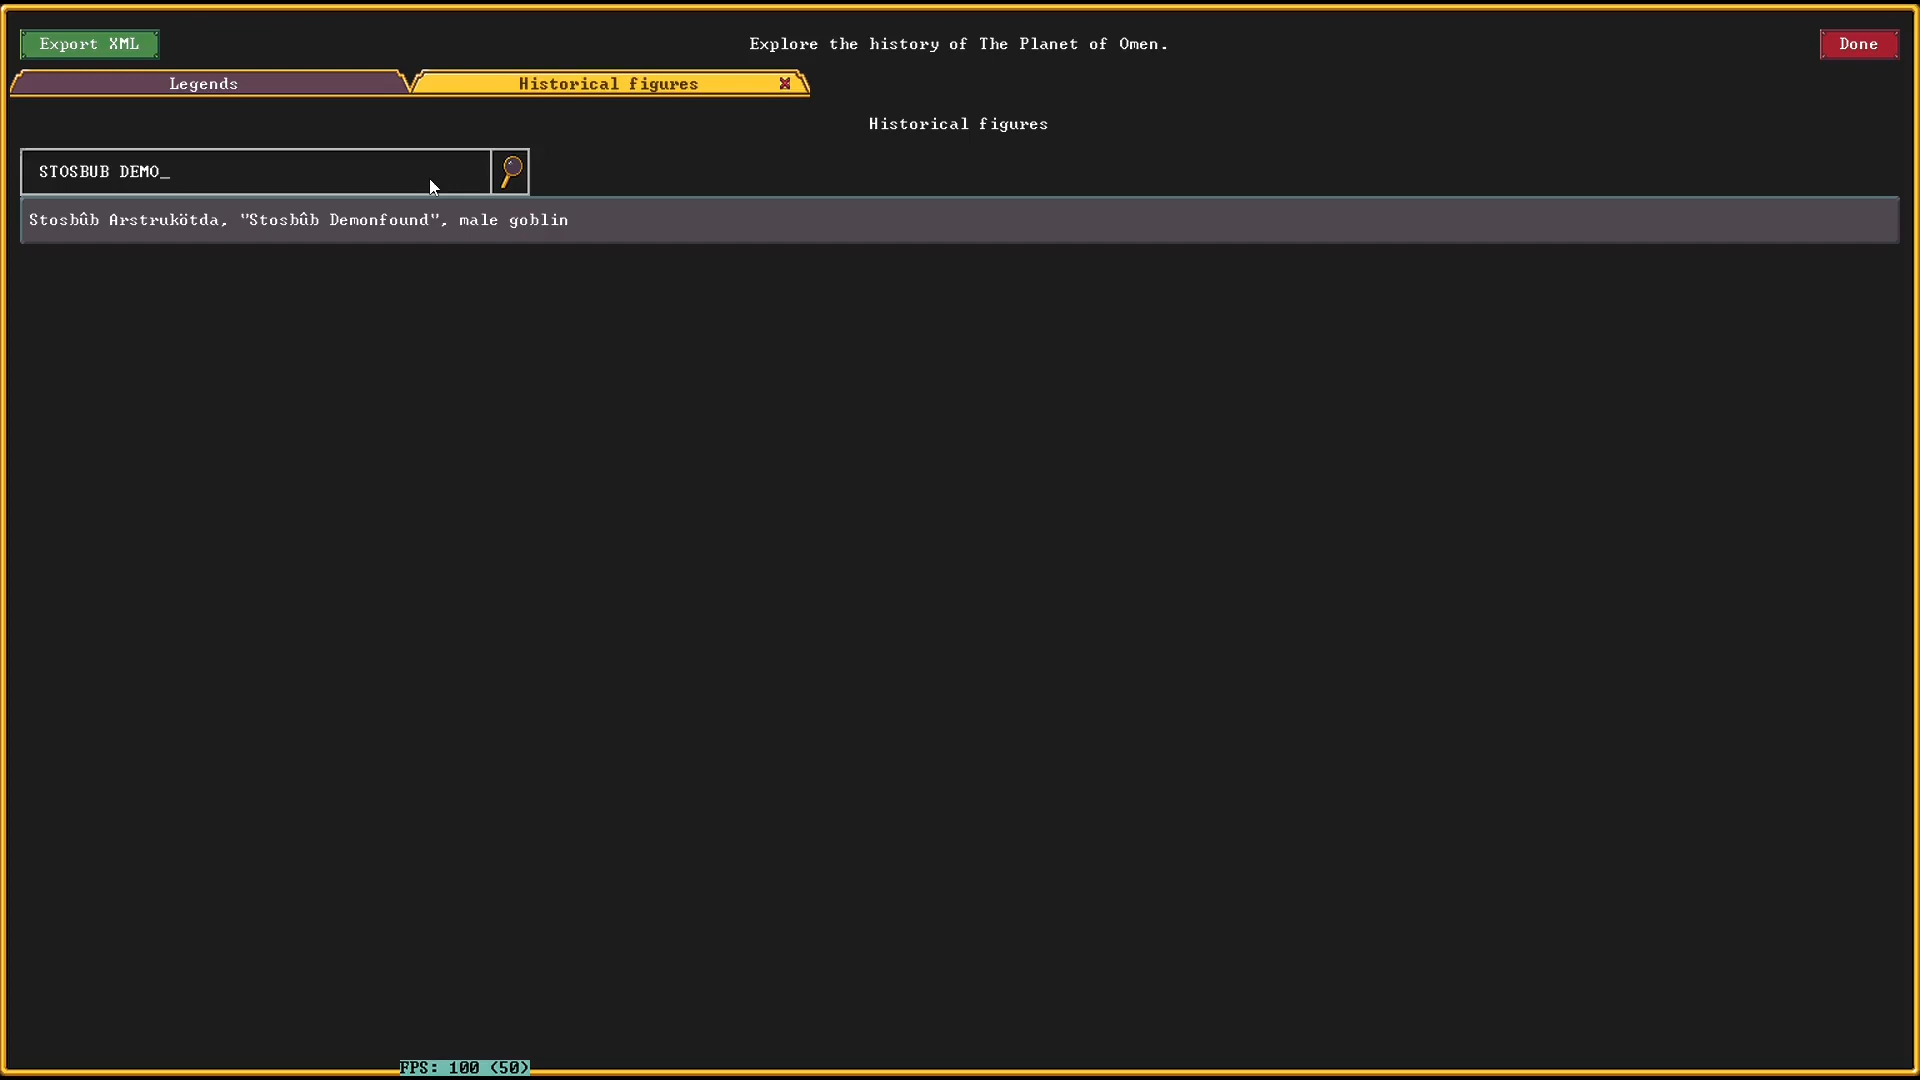 Export XML
Explore the history of The Planet of Omen.
Done
Legends
Historical figures
Historical figures
STOSBUB DEMO_
Stosbûb Arstrukötda, "Stosbûb Demonfound", male goblin
FPS: 100 (50)